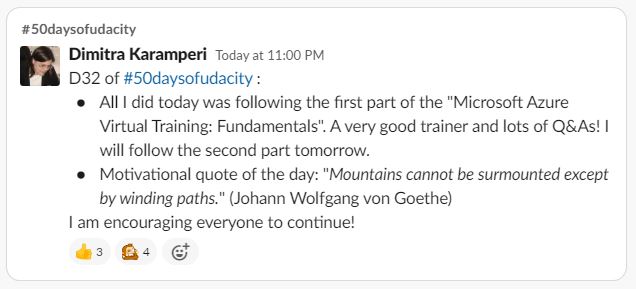 #50daysofudacity
Dimitra Karamperi Today at 11:00 PM
D32 of #50daysofudacity :
• All I did today was following the first part of the "Microsoft Azure
Virtual Training: Fundamentals". A very good trainer and lots of Q&As! I
will follow the second part tomorrow.
• Motivational quote of the day: "Mountains cannot be surmounted except
by winding paths." (Johann Wolfgang von Goethe)
I am encouraging everyone to continue!
3 4